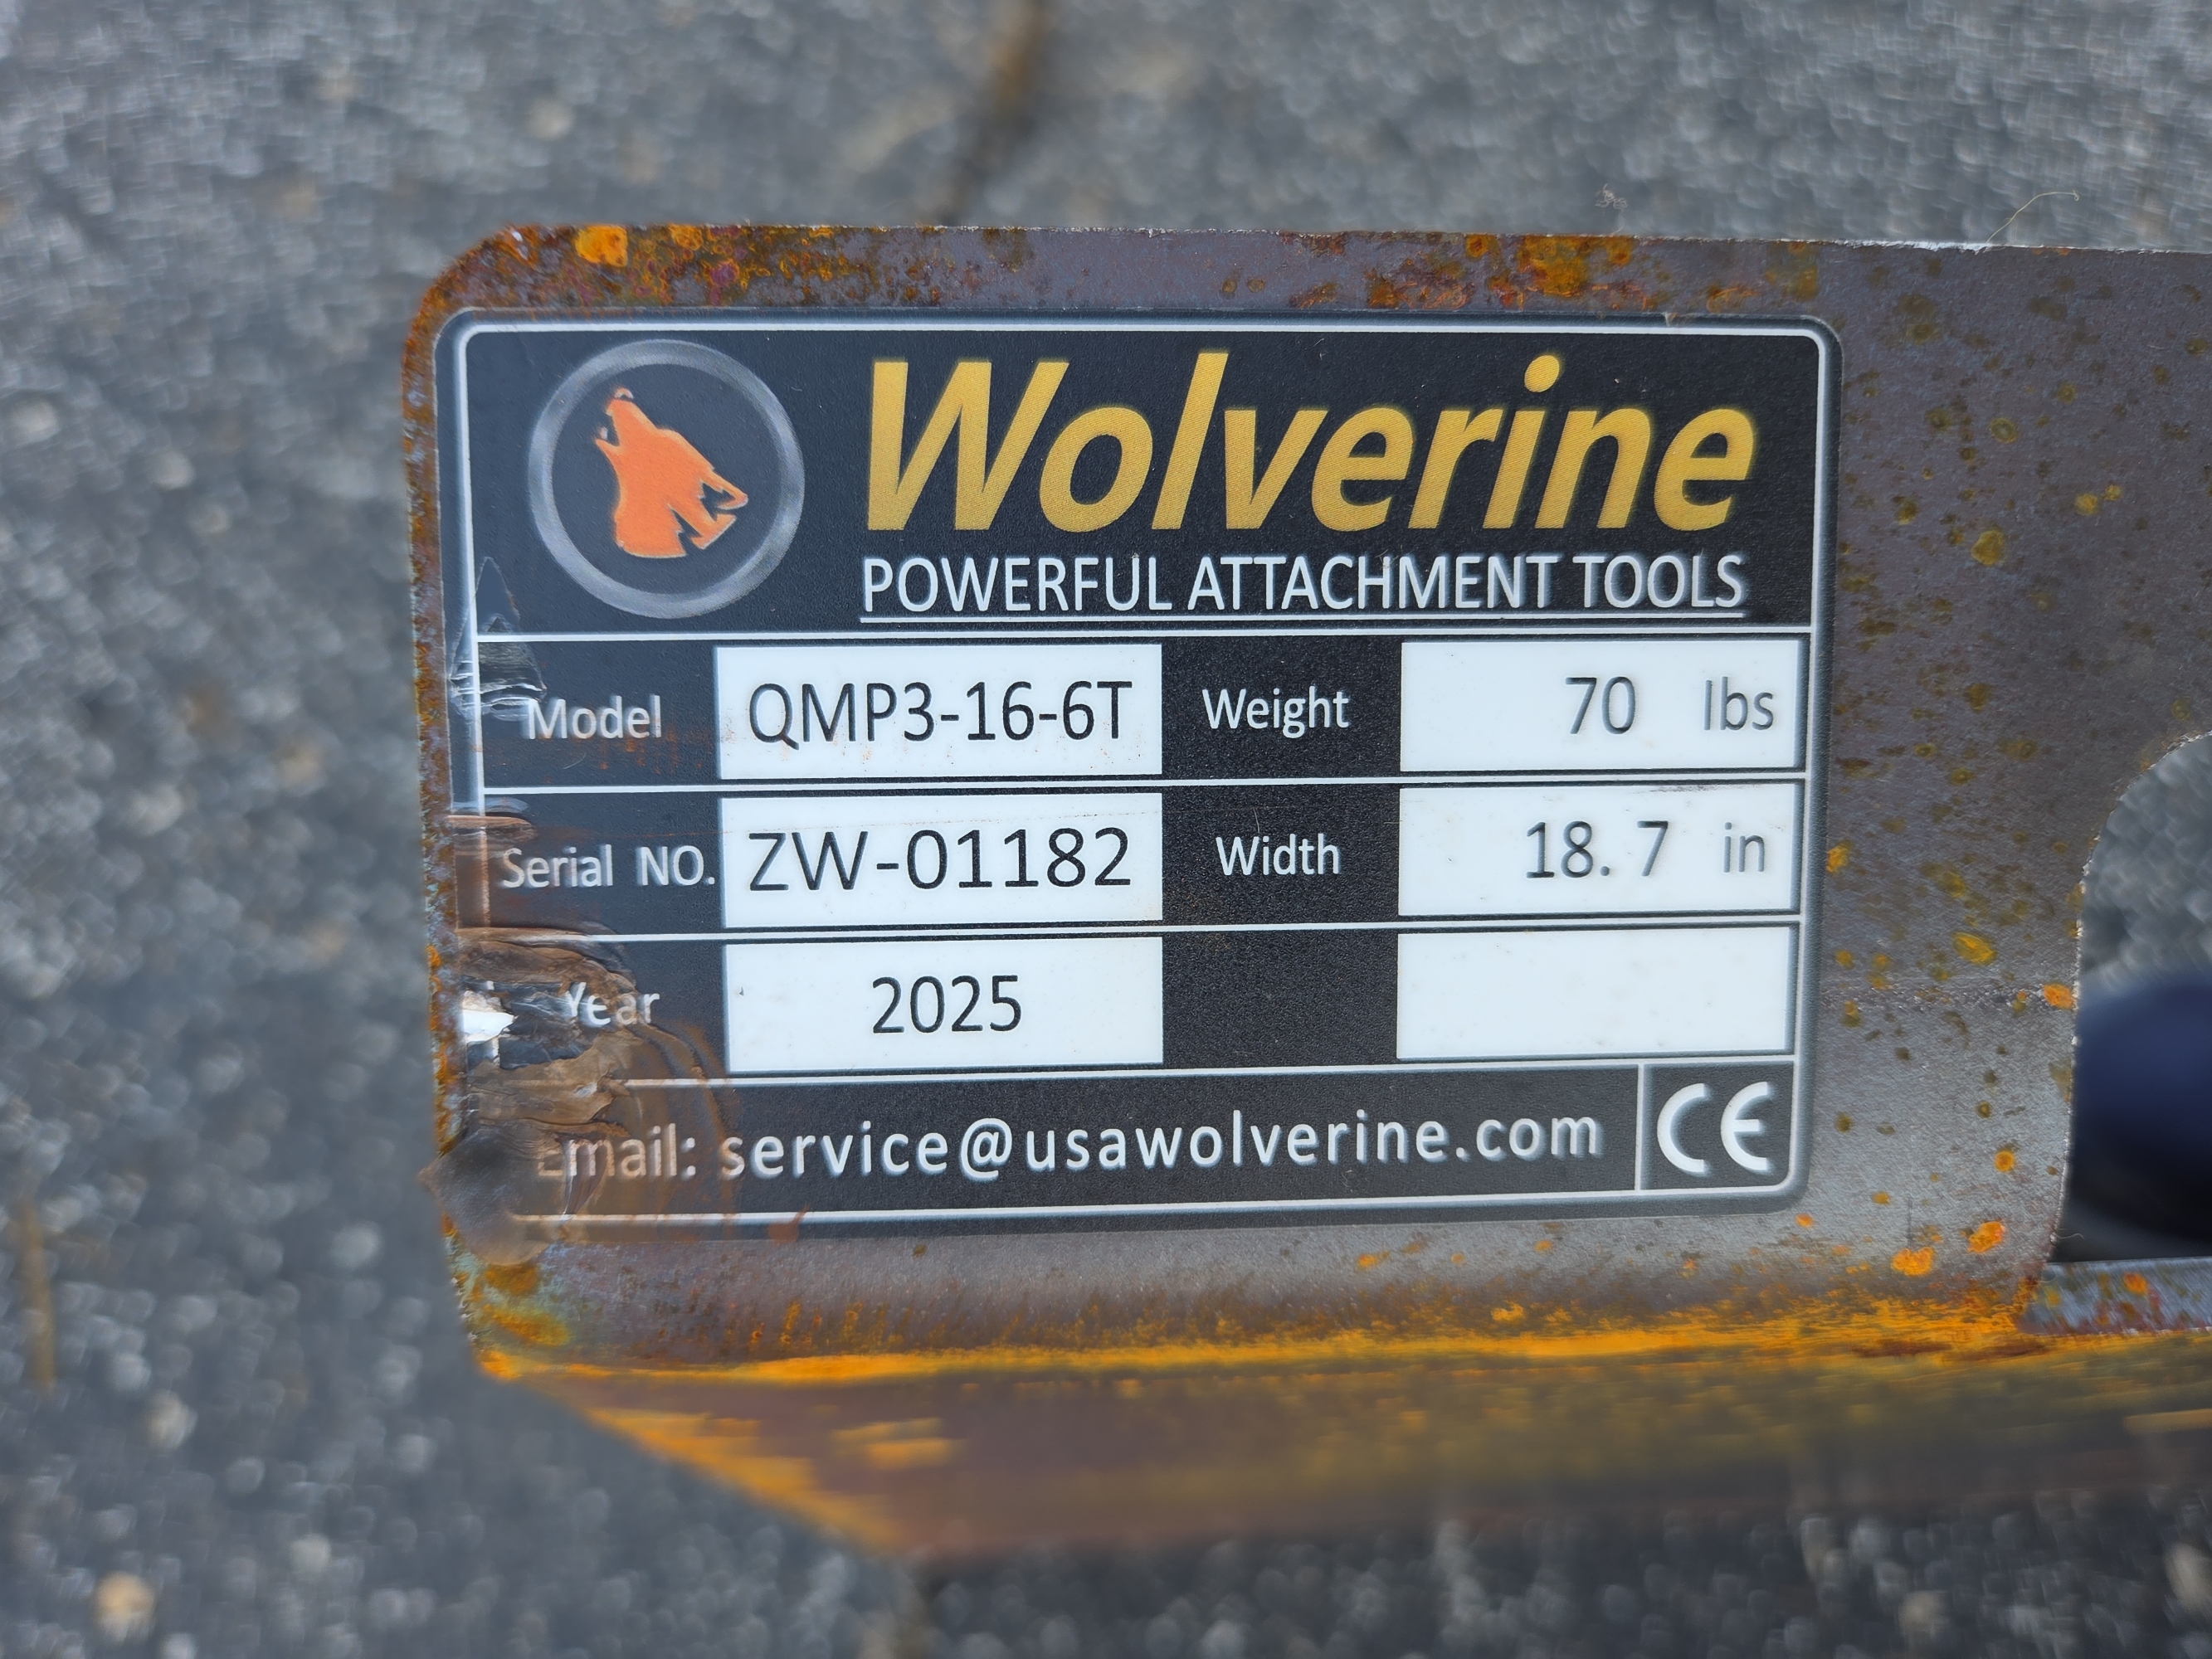 Wolverine
POWERFUL ATTACHMENT TOOLS
Model QMP3-16-6T Weight 70 lbs
Serial NO. ZW-01182 Width 18.7 in
Year 2025
Email: service@usawolverine.com CE